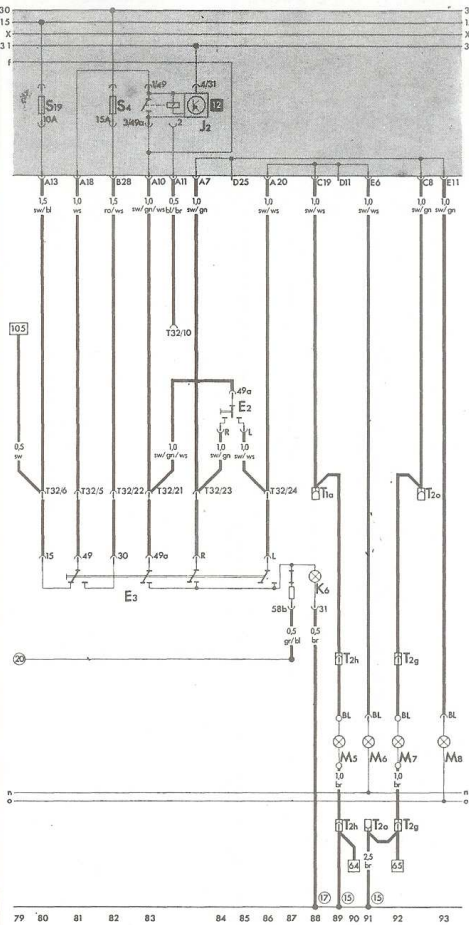 30
15 15
X X
31 31
f
S19
10A
S4
15A
1/49
3/49a
2
4/31
J2
12
A13 A18 B28 A10 A11 A7 D25 A20 C19 D11 E6 C8 E11
1,5 1,0 1,5 1,0 0,5 1,0 1,0 1,0 1,0 1,0 1,0
sw/bl ws ro/ws sw/gn/ws bl/br sw/gn sw/ws sw/ws sw/ws sw/gn sw/gn
105
T32/10
49a
E2
R L
0,5 1,0 1,0 1,0
sw sw/gn/ws sw/gn sw/ws
T32/6 T32/5 T32/22 T32/21 T32/23 T32/24 T1a T2o
15 49 30 49a R L
E3
K6
58b 31
0,5 0,5
gr/bl br
20
T2h T2g
BL BL BL BL
M5 M6 M7 M8
1,0 1,0
br br
n n
o o
T2h T2o T2g
64 65
2,5
br
17 15 15
79 80 81 82 83 84 85 86 87 88 89 90 91 92 93